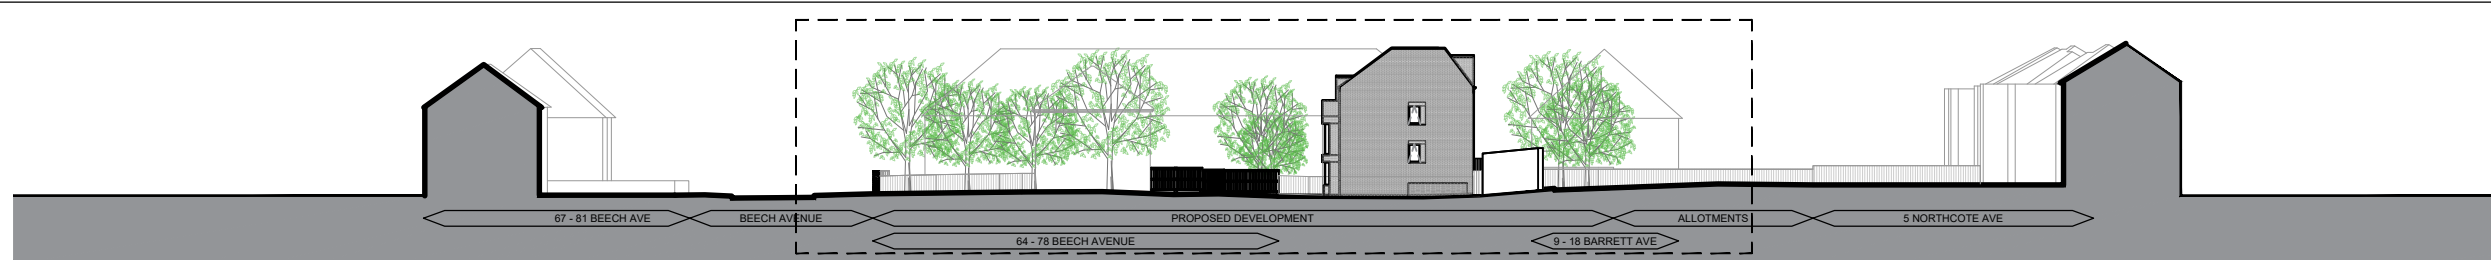 67 - 81 BEECH AVE
BEECH AVENUE
PROPOSED DEVELOPMENT
ALLOTMENTS
5 NORTHCOTE AVE
64 - 78 BEECH AVENUE
9 - 18 BARRETT AVE